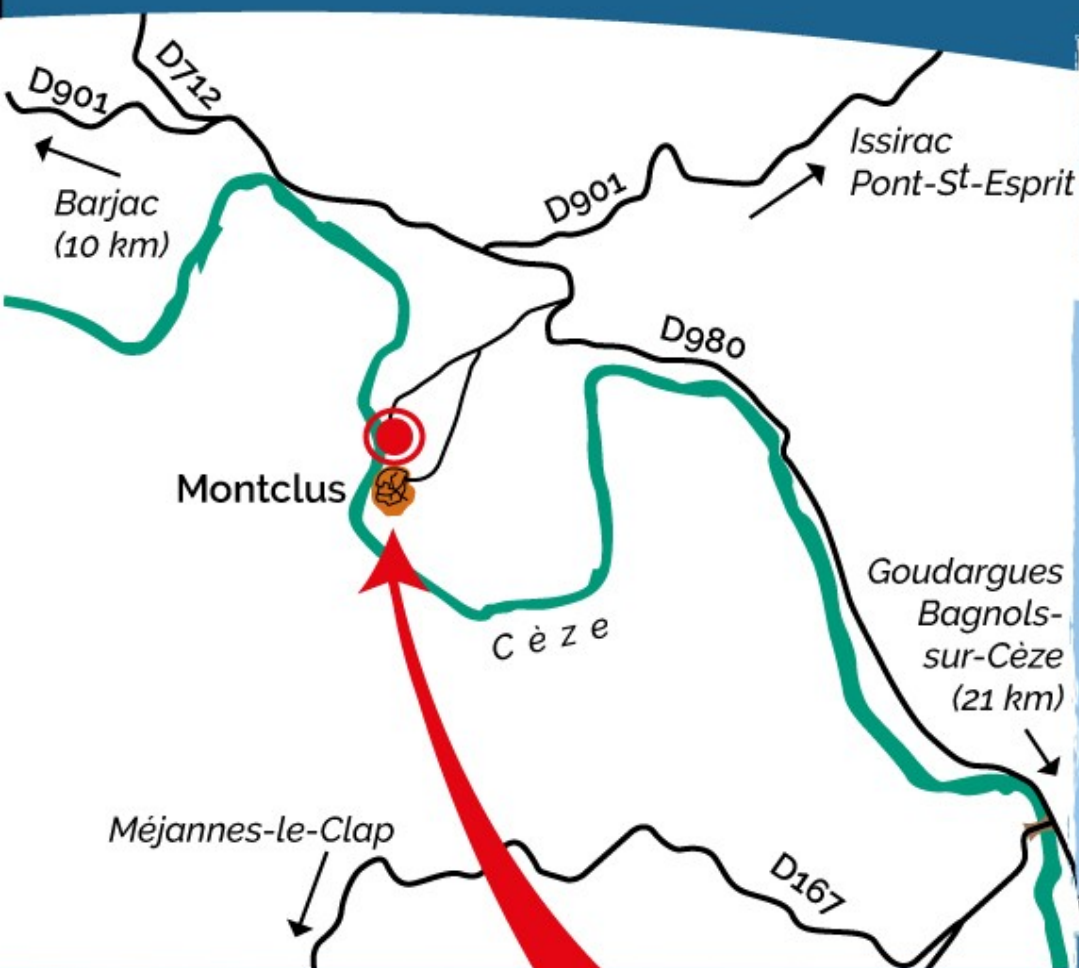 D712
D901
Issirac
Pont-St-Esprit
D901
Barjac
(10 km)
D980
Montclus
Goudargues
Bagnols-
sur-Cèze
(21 km)
Cèze
Méjannes-le-Clap
D167